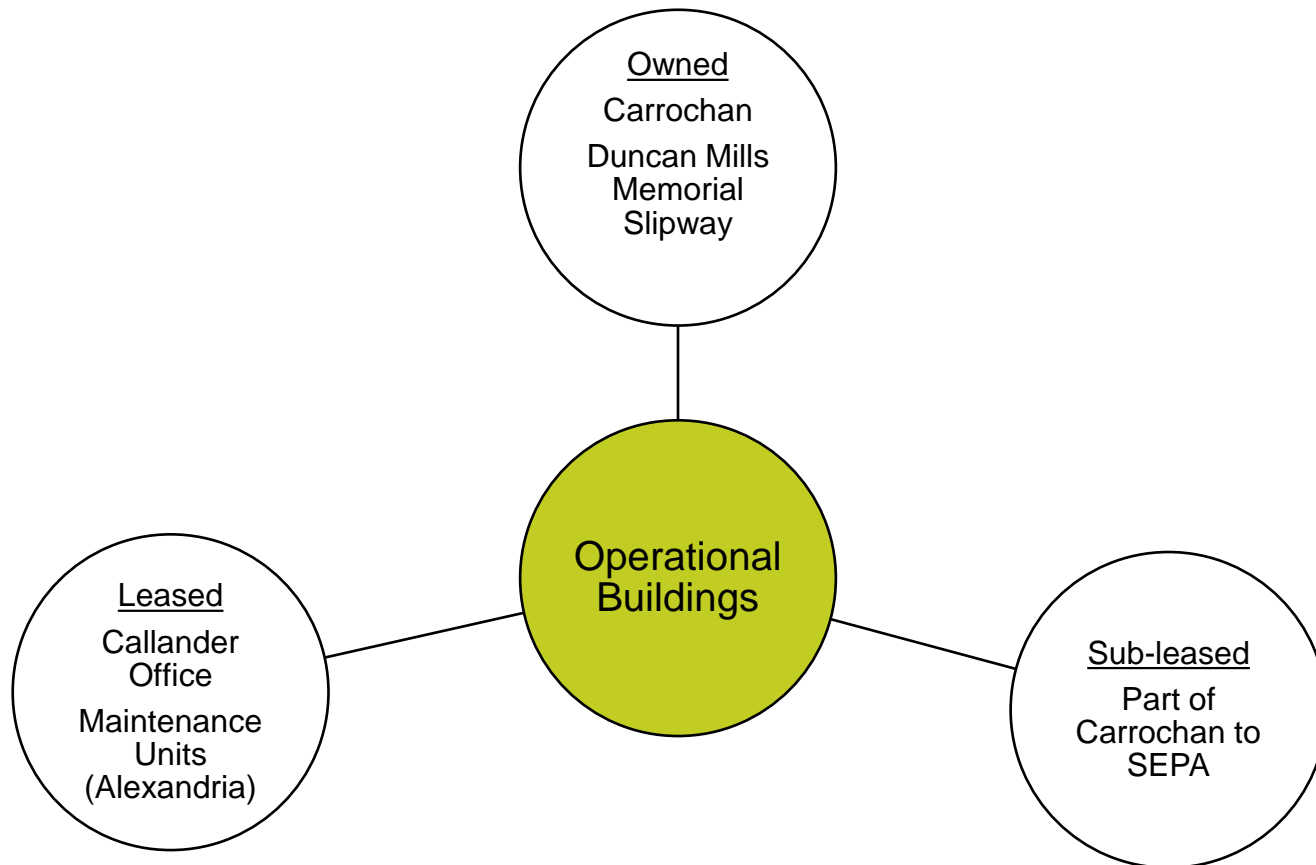 Owned
Carrochan
Duncan Mills
Memorial
Slipway
Operational
Buildings
Leased
Callander
Office
Maintenance
Units
(Alexandria)
Sub-leased
Part of
Carrochan to
SEPA